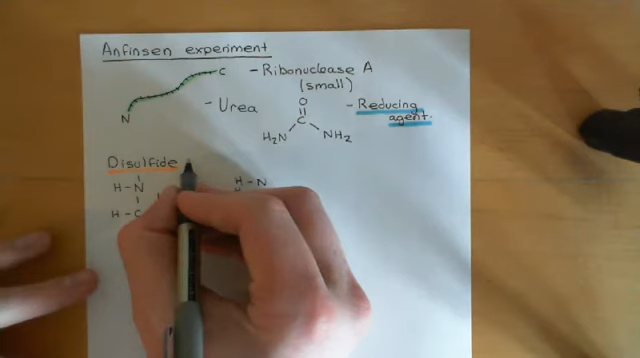 Anfinsen experiment
C - Ribonuclease A
(small)
N
- Urea
O
C
H2N
NH2
- Reducing
agent.
Disulfide
H-N
H-C
H-N